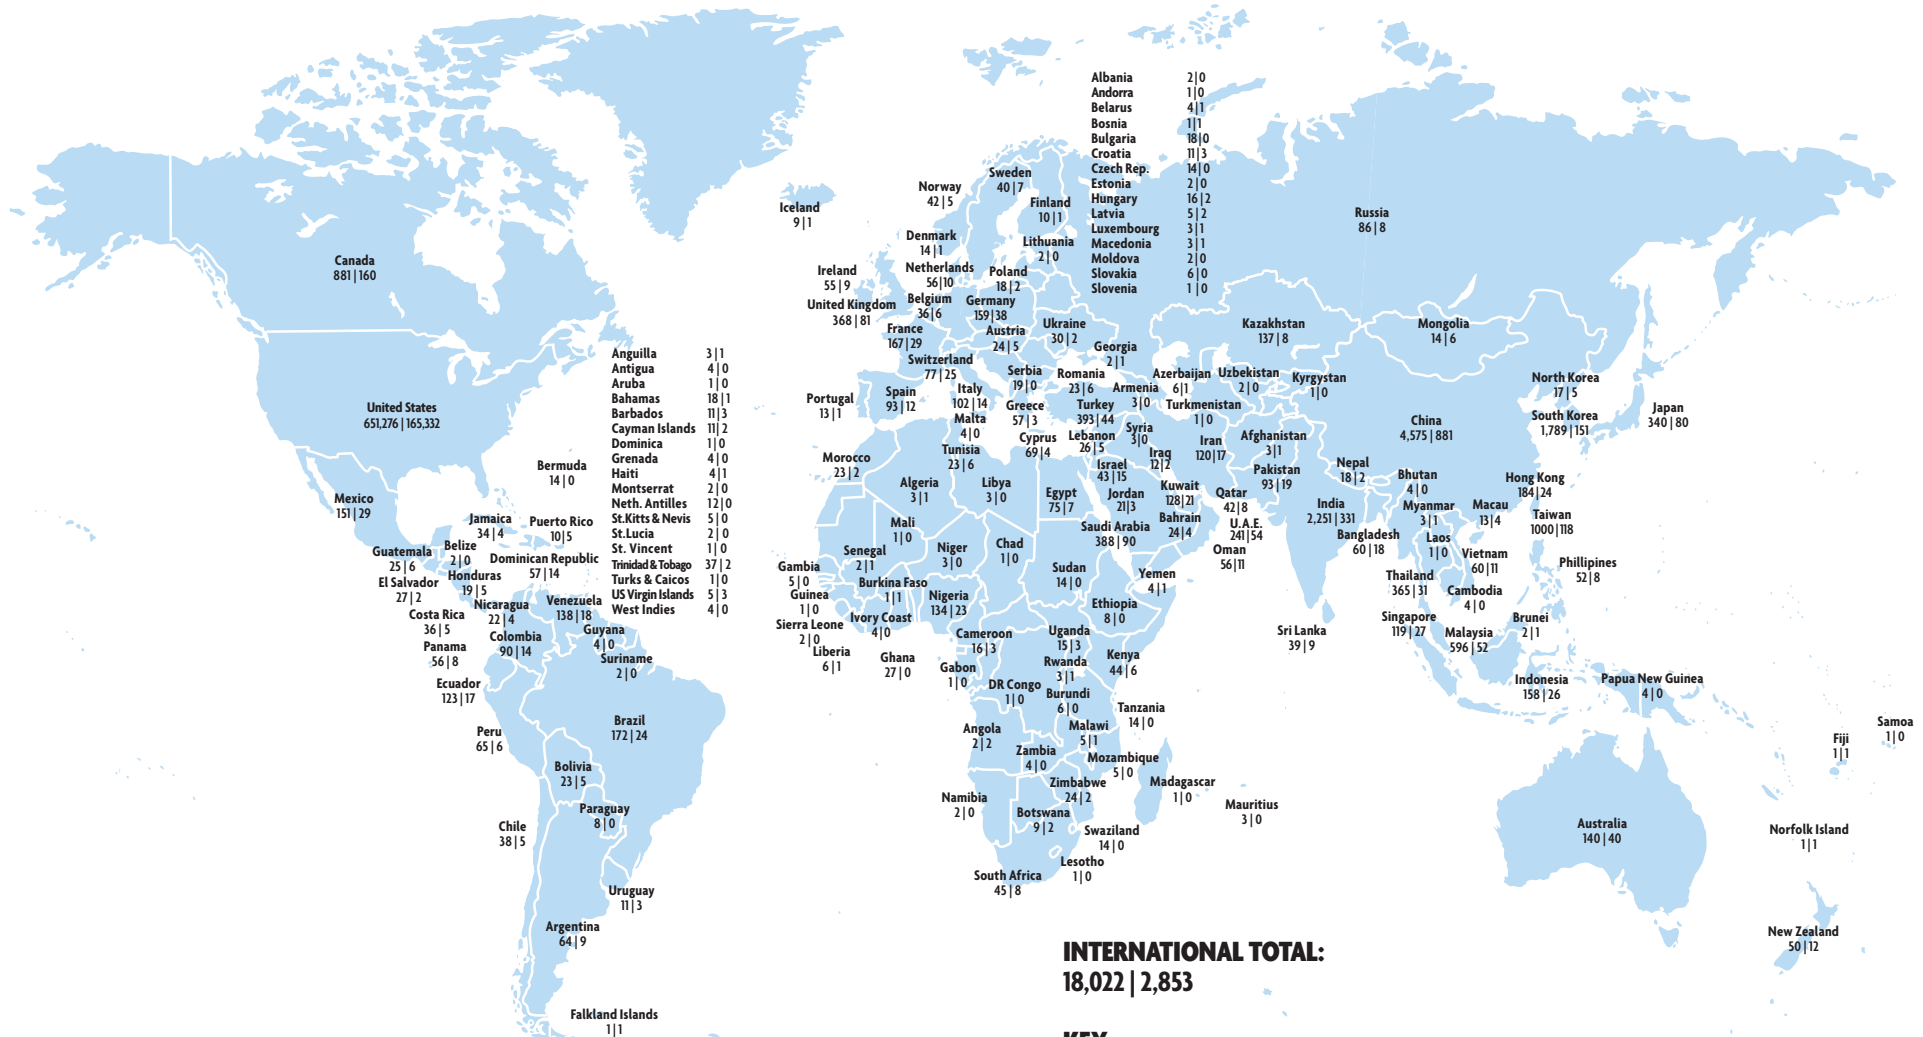 Albania 2|0
Andorra 1|0
Belarus 4|1
Bosnia 1|1
Bulgaria 18|0
Croatia 11|3
Czech Rep. 14|0
Estonia 2|0
Hungary 16|2
Latvia 5|2
Luxembourg 3|1
Macedonia 3|1
Moldova 2|0
Slovakia 6|0
Slovenia 1|0
Sweden
40|7
Norway
42|5
Finland
10|1
Iceland
9|1
Russia
86|8
Denmark
14|1
Lithuania
2|0
Canada
881|160
Ireland
55|9
Netherlands
56|10
Poland
18|2
United Kingdom
368|81
Belgium
36|6
Germany
159|38
France
167|29
Austria
24|5
Ukraine
30|2
Kazakhstan
137|8
Mongolia
14|6
Georgia
2|1
Switzerland
77|25
Anguilla 3|1
Antigua 4|0
Aruba 1|0
Bahamas 18|1
Barbados 11|3
Cayman Islands 11|2
Dominica 1|0
Grenada 4|0
Haiti 4|1
Montserrat 2|0
Neth. Antilles 12|0
St.Kitts & Nevis 5|0
St.Lucia 2|0
St. Vincent 1|0
Trinidad & Tobago 37|2
Turks & Caicos 1|0
US Virgin Islands 5|3
West Indies 4|0
Serbia
19|0
Romania
23|6
Armenia
3|0
Azerbaijan
6|1
Uzbekistan
2|0
Kyrgystan
1|0
North Korea
17|5
Portugal
13|1
Spain
93|12
Italy
102|14
Greece
57|3
Turkey
393|44
Turkmenistan
1|0
South Korea
1,789|151
Japan
340|80
United States
651,276|165,332
Malta
4|0
China
4,575|881
Cyprus
69|4
Lebanon
26|5
Syria
3|0
Iran
120|17
Afghanistan
3|1
Morocco
23|2
Tunisia
23|6
Iraq
12|2
Bermuda
14|0
Israel
43|15
Pakistan
93|19
Nepal
18|2
Bhutan
4|0
Hong Kong
184|24
Algeria
3|1
Libya
3|0
Egypt
75|7
Jordan
21|3
Kuwait
128|21
Qatar
42|8
Mexico
151|29
India
2,251|331
Myanmar
3|1
Macau
13|4
Taiwan
1000|118
Jamaica
34|4
Puerto Rico
10|5
Mali
1|0
Saudi Arabia
388|90
Bahrain
24|4
U.A.E.
241|54
Bangladesh
60|18
Laos
1|0
Guatemala
25|6
Belize
2|0
Dominican Republic
57|14
Senegal
2|1
Niger
3|0
Chad
1|0
Oman
56|11
Vietnam
60|11
Phillipines
52|8
El Salvador
27|2
Honduras
19|5
Gambia
5|0
Burkina Faso
1|1
Sudan
14|0
Yemen
4|1
Thailand
365|31
Cambodia
4|0
Guinea
1|0
Nigeria
134|23
Nicaragua
22|4
Venezuela
138|18
Ethiopia
8|0
Costa Rica
36|5
Colombia
90|14
Guyana
4|0
Sierra Leone
2|0
Ivory Coast
4|0
Cameroon
16|3
Uganda
15|3
Sri Lanka
39|9
Singapore
119|27
Malaysia
596|52
Brunei
2|1
Panama
56|8
Suriname
2|0
Liberia
6|1
Ghana
27|0
Gabon
1|0
Rwanda
3|1
Kenya
44|6
Ecuador
123|17
DR Congo
1|0
Burundi
6|0
Indonesia
158|26
Papua New Guinea
4|0
Tanzania
14|0
Peru
65|6
Brazil
172|24
Angola
2|2
Malawi
5|1
Samoa
1|0
Fiji
1|1
Zambia
4|0
Mozambique
5|0
Bolivia
23|5
Zimbabwe
24|2
Madagascar
1|0
Namibia
2|0
Botswana
9|2
Mauritius
3|0
Paraguay
8|0
Chile
38|5
Swaziland
14|0
Australia
140|40
Norfolk Island
1|1
Lesotho
1|0
South Africa
45|8
Uruguay
11|3
Argentina
64|9
New Zealand
50|12
INTERNATIONAL TOTAL:
18,022|2,853
Falkland Islands
1|1
KEY